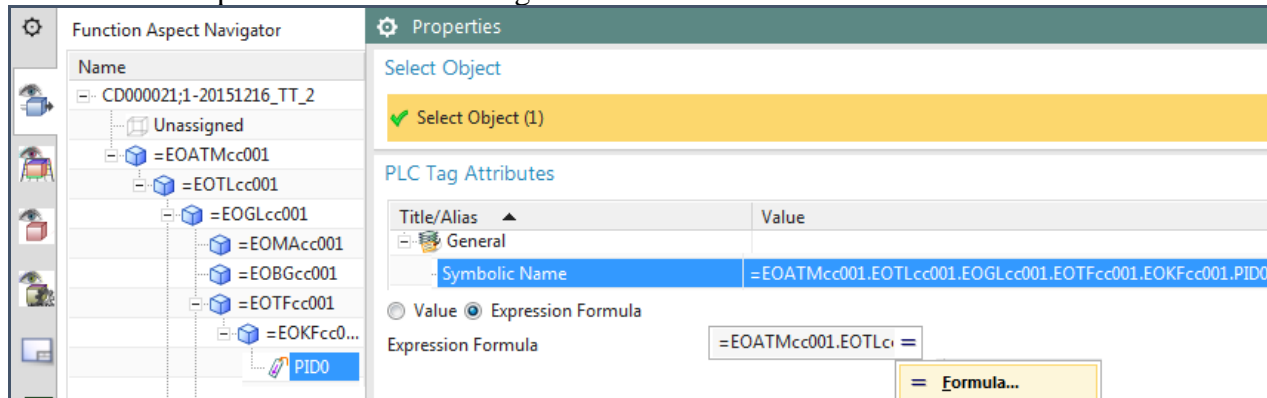 Function Aspect Navigator
Name
CD000021;1-20151216_TT_2
Unassigned
=EOATMcc001
=EOTLcc001
=EOGLcc001
=EOMAcc001
=EOBGcc001
=EOTFcc001
=EOKFcc0...
PID0
Properties
Select Object
Select Object (1)
PLC Tag Attributes
Title/Alias Value
General
Symbolic Name =EOATMcc001.EOTLcc001.EOGLcc001.EOTFcc001.EOKFcc001.PID0
Value Expression Formula
Expression Formula =EOATMcc001.EOTLc =
= Formula...